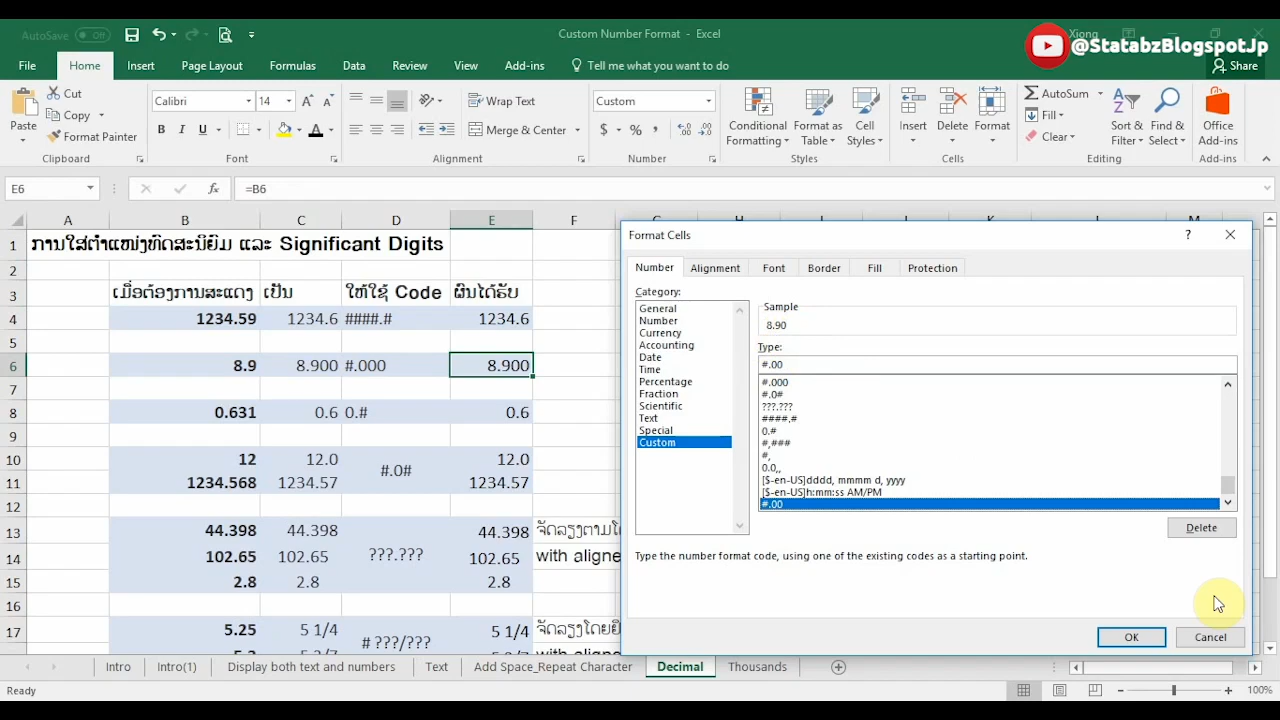 AutoSave Off
Custom Number Format - Excel
Xiong
@StatabzBlogspotJp
File Home Insert Page Layout Formulas Data Review View Add-ins Tell me what you want to do Share
Paste Cut Copy Format Painter
Calibri 14
B I U
Wrap Text
Merge & Center
Custom
$ % ,
Conditional Formatting Format as Table Cell Styles
Insert Delete Format
AutoSum Fill Clear
Sort & Filter Find & Select
Office Add-ins
Clipboard Font Alignment Number Styles Cells Editing Add-ins
E6 fx =B6
A B C D E F
1 ການໃສ່ຕຳແໜ່ງທົດສະນິຍົມ ແລະ Significant Digits
2
3 ເມື່ອຕ້ອງການສະແດງ ເປັນ ໃຫ້ໃຊ້ Code ຜົນໄດ້ຮັບ
4 1234.59 1234.6 ####.# 1234.6
5
6 8.9 8.900 #.000 8.900
7
8 0.631 0.6 0.# 0.6
9
10 12 12.0 #.0# 12.0
11 1234.568 1234.57 1234.57
12
13 44.398 44.398 44.398
14 102.65 102.65 ???.??? 102.65 with aligne
15 2.8 2.8 2.8
16
17 5.25 5 1/4 # ???/??? 5 1/4
Format Cells ?
Number Alignment Font Border Fill Protection
Category:
General
Number
Currency
Accounting
Date
Time
Percentage
Fraction
Scientific
Text
Special
Custom
Sample
8.90
Type:
#.00
#.000
#.0#
???.???
####.#
0.#
#,###
#,
0.0,,
[$-en-US]dddd, mmmm d, yyyy
[$-en-US]h:mm:ss AM/PM
#.00
Delete
Type the number format code, using one of the existing codes as a starting point.
OK Cancel
Intro Intro(1) Display both text and numbers Text Add Space_Repeat Character Decimal Thousands
Ready 100%